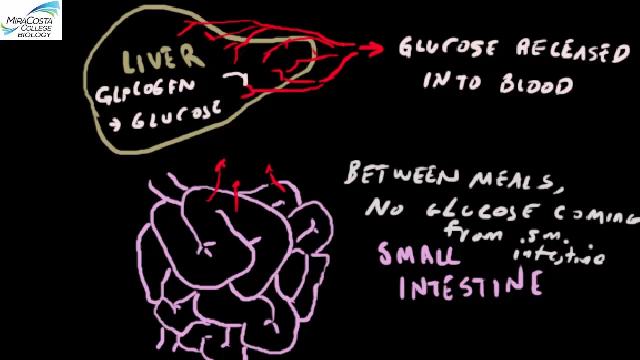 MIRACOSTA
COLLEGE
BIOLOGY
LIVER
GLYCOGEN
→ GLUCOSE
GLUCOSE RELEASED
INTO BLOOD
BETWEEN MEALS,
NO GLUCOSE COMING
from sm.
intestine
SMALL
INTESTINE